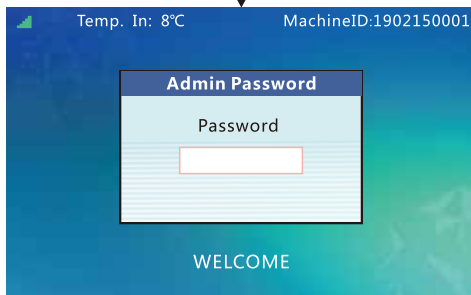 Temp. In: 8℃ MachineID:1902150001
Admin Password
Password
WELCOME